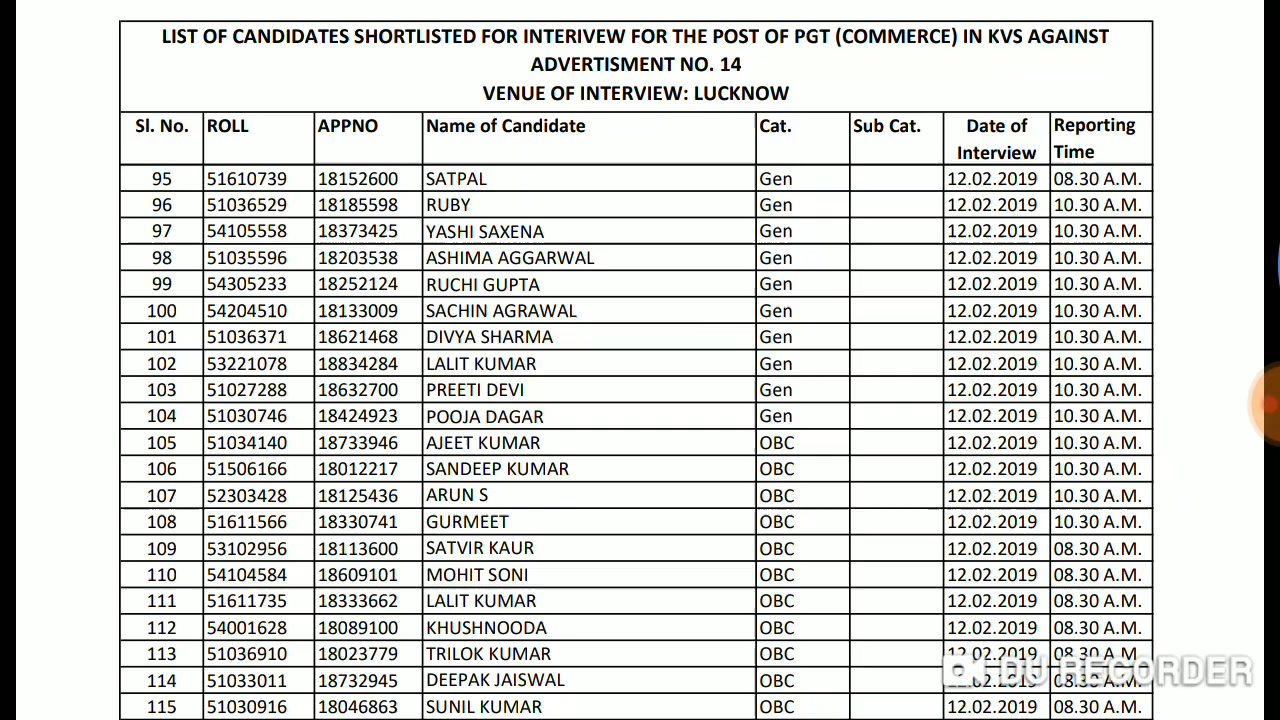 LIST OF CANDIDATES SHORTLISTED FOR INTERIVEW FOR THE POST OF PGT (COMMERCE) IN KVS AGAINST
ADVERTISMENT NO. 14
VENUE OF INTERVIEW: LUCKNOW
Sl. No. ROLL APPNO Name of Candidate Cat. Sub Cat. Date of Interview Reporting Time
95 51610739 18152600 SATPAL Gen 12.02.2019 08.30 A.M.
96 51036529 18185598 RUBY Gen 12.02.2019 10.30 A.M.
97 54105558 18373425 YASHI SAXENA Gen 12.02.2019 10.30 A.M.
98 51035596 18203538 ASHIMA AGGARWAL Gen 12.02.2019 10.30 A.M.
99 54305233 18252124 RUCHI GUPTA Gen 12.02.2019 10.30 A.M.
100 54204510 18133009 SACHIN AGRAWAL Gen 12.02.2019 10.30 A.M.
101 51036371 18621468 DIVYA SHARMA Gen 12.02.2019 10.30 A.M.
102 53221078 18834284 LALIT KUMAR Gen 12.02.2019 10.30 A.M.
103 51027288 18632700 PREETI DEVI Gen 12.02.2019 10.30 A.M.
104 51030746 18424923 POOJA DAGAR Gen 12.02.2019 10.30 A.M.
105 51034140 18733946 AJEET KUMAR OBC 12.02.2019 10.30 A.M.
106 51506166 18012217 SANDEEP KUMAR OBC 12.02.2019 10.30 A.M.
107 52303428 18125436 ARUN S OBC 12.02.2019 10.30 A.M.
108 51611566 18330741 GURMEET OBC 12.02.2019 10.30 A.M.
109 53102956 18113600 SATVIR KAUR OBC 12.02.2019 08.30 A.M.
110 54104584 18609101 MOHIT SONI OBC 12.02.2019 08.30 A.M.
111 51611735 18333662 LALIT KUMAR OBC 12.02.2019 08.30 A.M.
112 54001628 18089100 KHUSHNOODA OBC 12.02.2019 08.30 A.M.
113 51036910 18023779 TRILOK KUMAR OBC 12.02.2019 08.30 A.M.
114 51033011 18732945 DEEPAK JAISWAL OBC 12.02.2019 08.30 A.M.
115 51030916 18046863 SUNIL KUMAR OBC 12.02.2019 08.30 A.M.
DU RECORDER